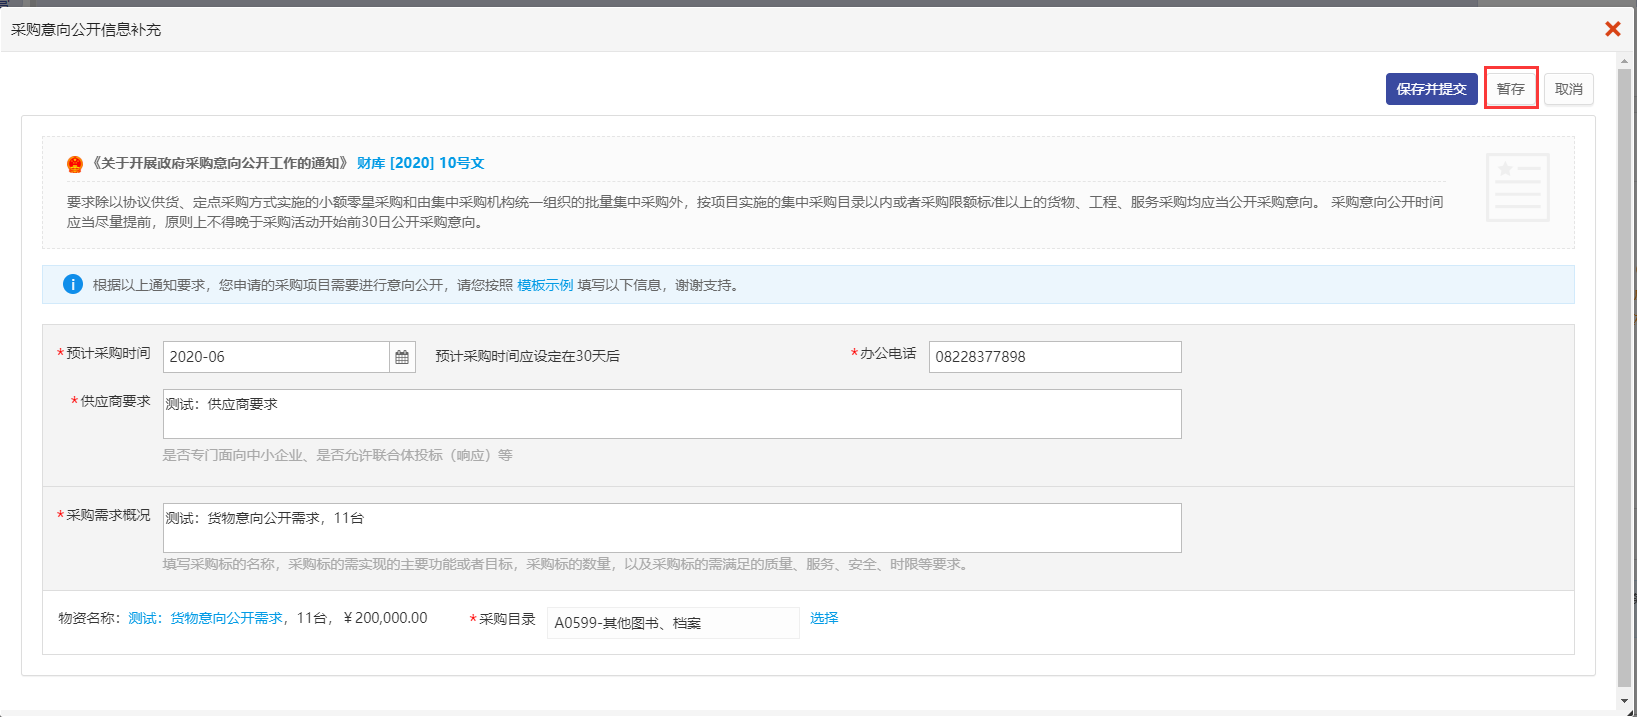 采购意向公开信息补充
保存并提交 暂存 取消
《关于开展政府采购意向公开工作的通知》 财库 [2020] 10号文
要求除以协议供货、定点采购方式实施的小额零星采购和由集中采购机构统一组织的批量集中采购外，按项目实施的集中采购目录以内或者采购限额标准以上的货物、工程、服务采购均应当公开采购意向。 采购意向公开时间
应当尽量提前，原则上不得晚于采购活动开始前30日公开采购意向。
根据以上通知要求，您申请的采购项目需要进行意向公开，请您按照 模板示例 填写以下信息，谢谢支持。
*预计采购时间 2020-06 预计采购时间应设定在30天后 *办公电话 08228377898
*供应商要求 测试：供应商要求
是否专门面向中小企业、是否允许联合体投标（响应）等
*采购需求概况 测试：货物意向公开需求，11台
填写采购标的名称，采购标的需实现的主要功能或者目标，采购标的数量，以及采购标的需满足的质量、服务、安全、时限等要求。
物资名称：测试：货物意向公开需求，11台，￥200,000.00 *采购目录 A0599-其他图书、档案 选择